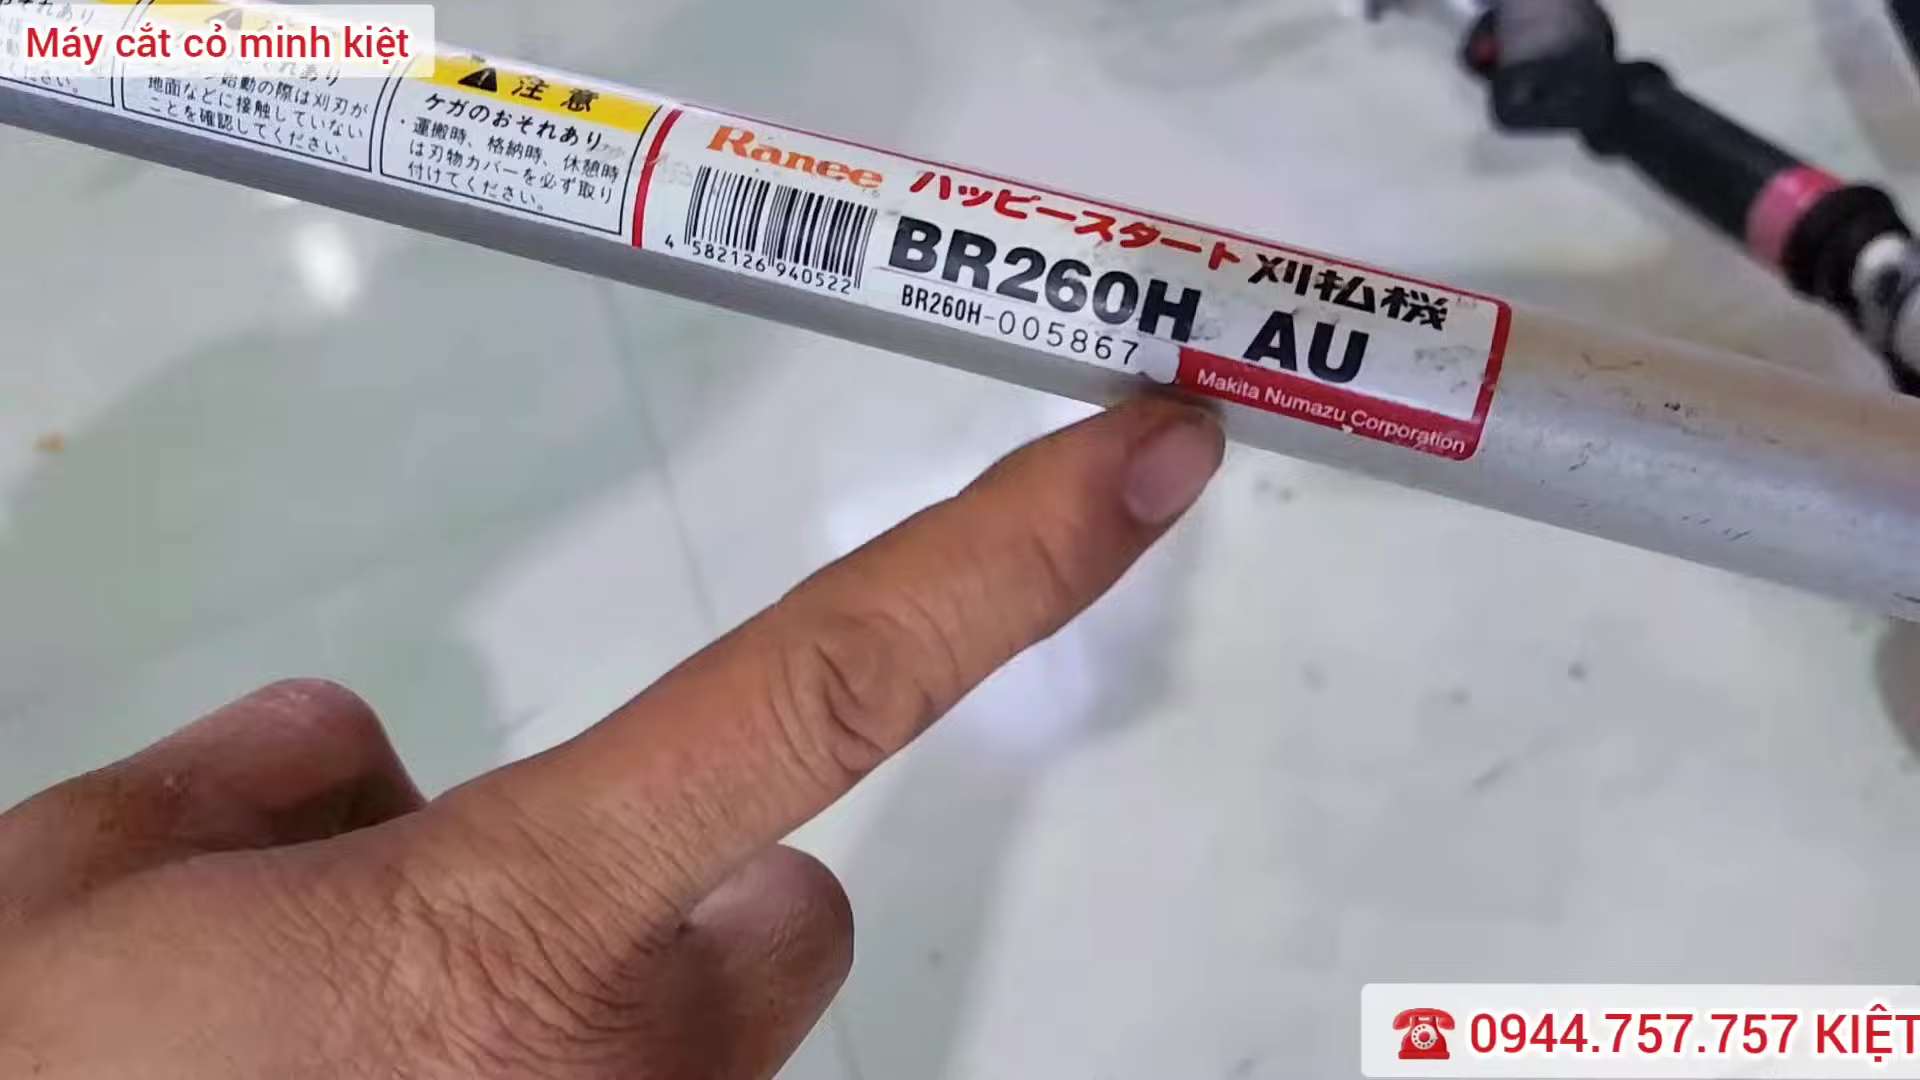 Máy cắt cỏ minh kiệt
地面などに接触していない
ことを確認してください。
注意
ケガのおそれあり
・運搬時、格納時、休憩時
は刃物カバーを必ず取り
付けてください。
Ranee ハッピースタート 刈払機
4 582126 940522
BR260H AU
BR260H-005867
Makita Numazu Corporation
☎ 0944.757.757 KIỆT